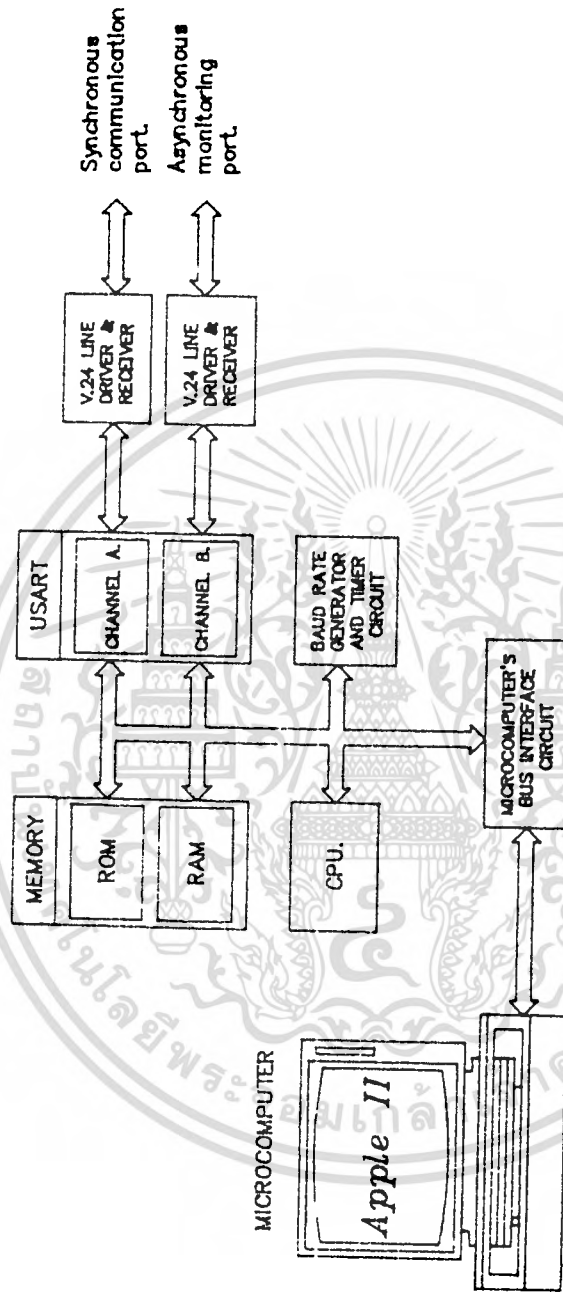 MEMORY
ROM
RAM
USART
CHANNEL A.
CHANNEL B.
V.24 LINE
DRIVER &
RECEIVER
V.24 LINE
DRIVER &
RECEIVER
Synchronous
communication
port.
Asynchronous
monitoring
port.
CPU.
BAUD RATE
GENERATOR
AND TIMER
CIRCUIT
MICROCOMPUTER
Apple II
MICROCOMPUTER'S
BUS INTERFACE
CIRCUIT